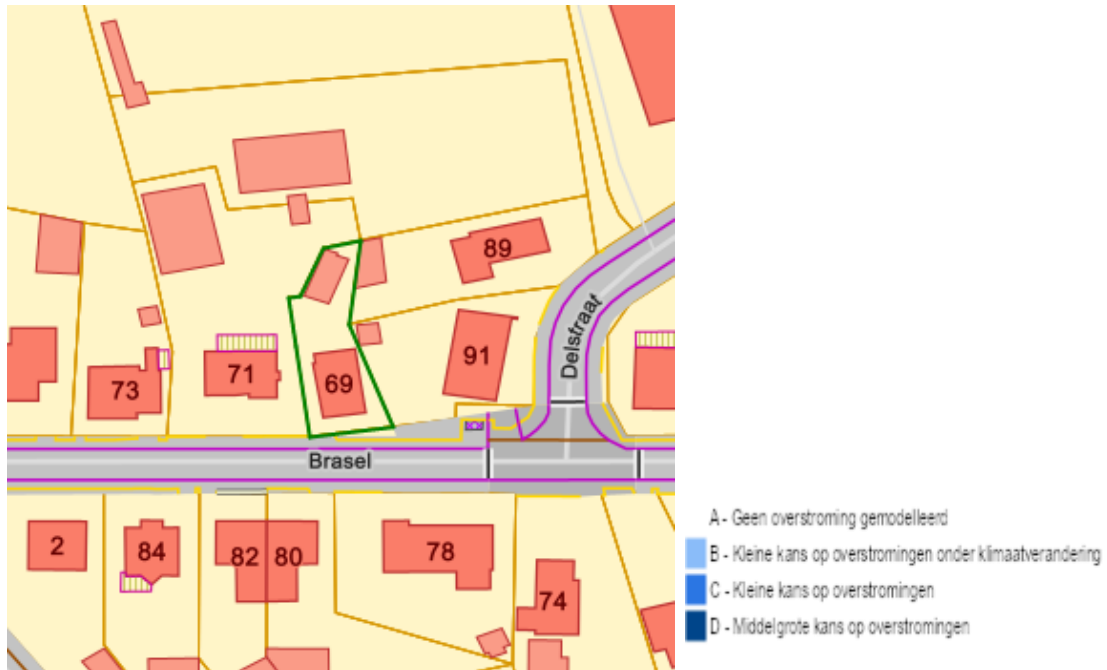 89
Delstraat
91
69
71
73
Brasel
2
84
82
80
78
74
A - Geen overstroming gemodelleerd
B - Kleine kans op overstromingen onder klimaatverandering
C - Kleine kans op overstromingen
D - Middelgrote kans op overstromingen